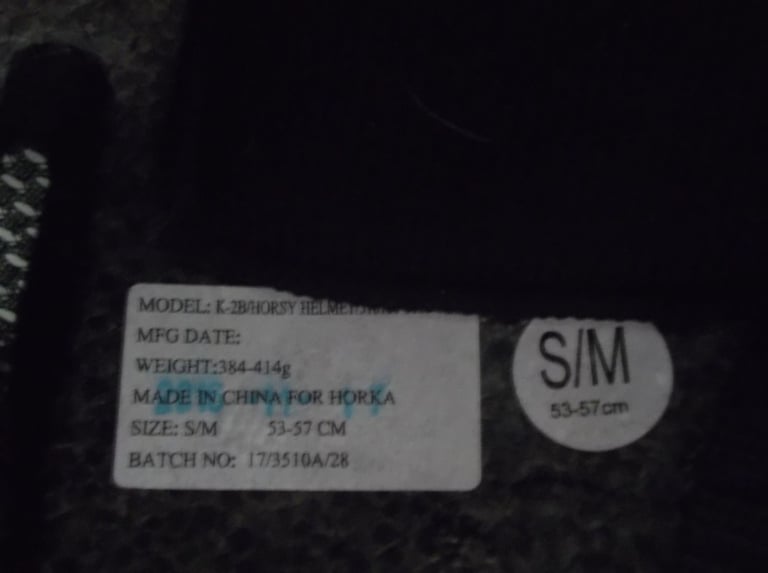 MODEL: K-2B/HORSY HELMET
MFG DATE:
WEIGHT:384-414g
MADE IN CHINA FOR HORKA
SIZE: S/M 53-57 CM
BATCH NO: 17/3510A/28
S/M
53-57cm